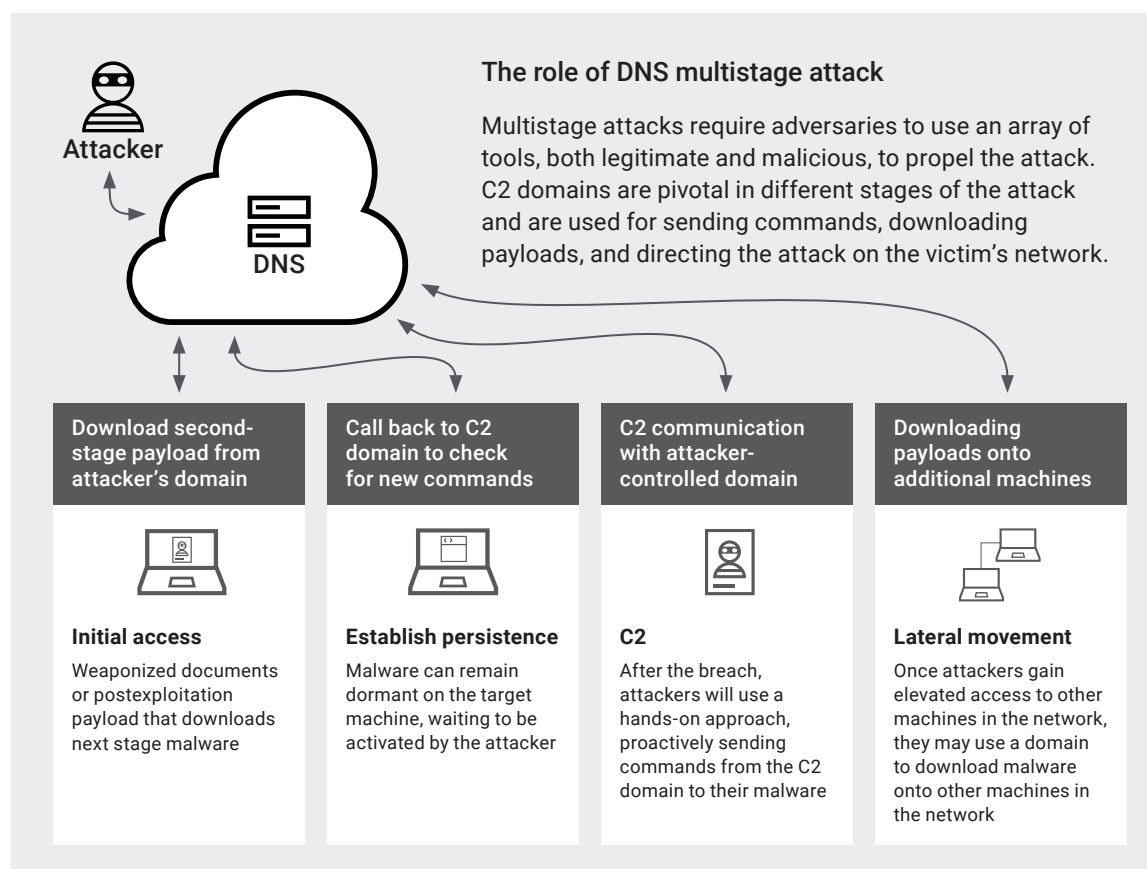 The role of DNS multistage attack
Attacker
Multistage attacks require adversaries to use an array of
tools, both legitimate and malicious, to propel the attack.
C2 domains are pivotal in different stages of the attack
and are used for sending commands, downloading
payloads, and directing the attack on the victim’s network.
DNS
Download second-
stage payload from
attacker’s domain
Initial access
Weaponized documents
or postexploitation
payload that downloads
next stage malware
Call back to C2
domain to check
for new commands
Establish persistence
Malware can remain
dormant on the target
machine, waiting to be
activated by the attacker
C2 communication
with attacker-
controlled domain
C2
After the breach,
attackers will use a
hands-on approach,
proactively sending
commands from the C2
domain to their malware
Downloading
payloads onto
additional machines
Lateral movement
Once attackers gain
elevated access to other
machines in the network,
they may use a domain
to download malware
onto other machines in
the network